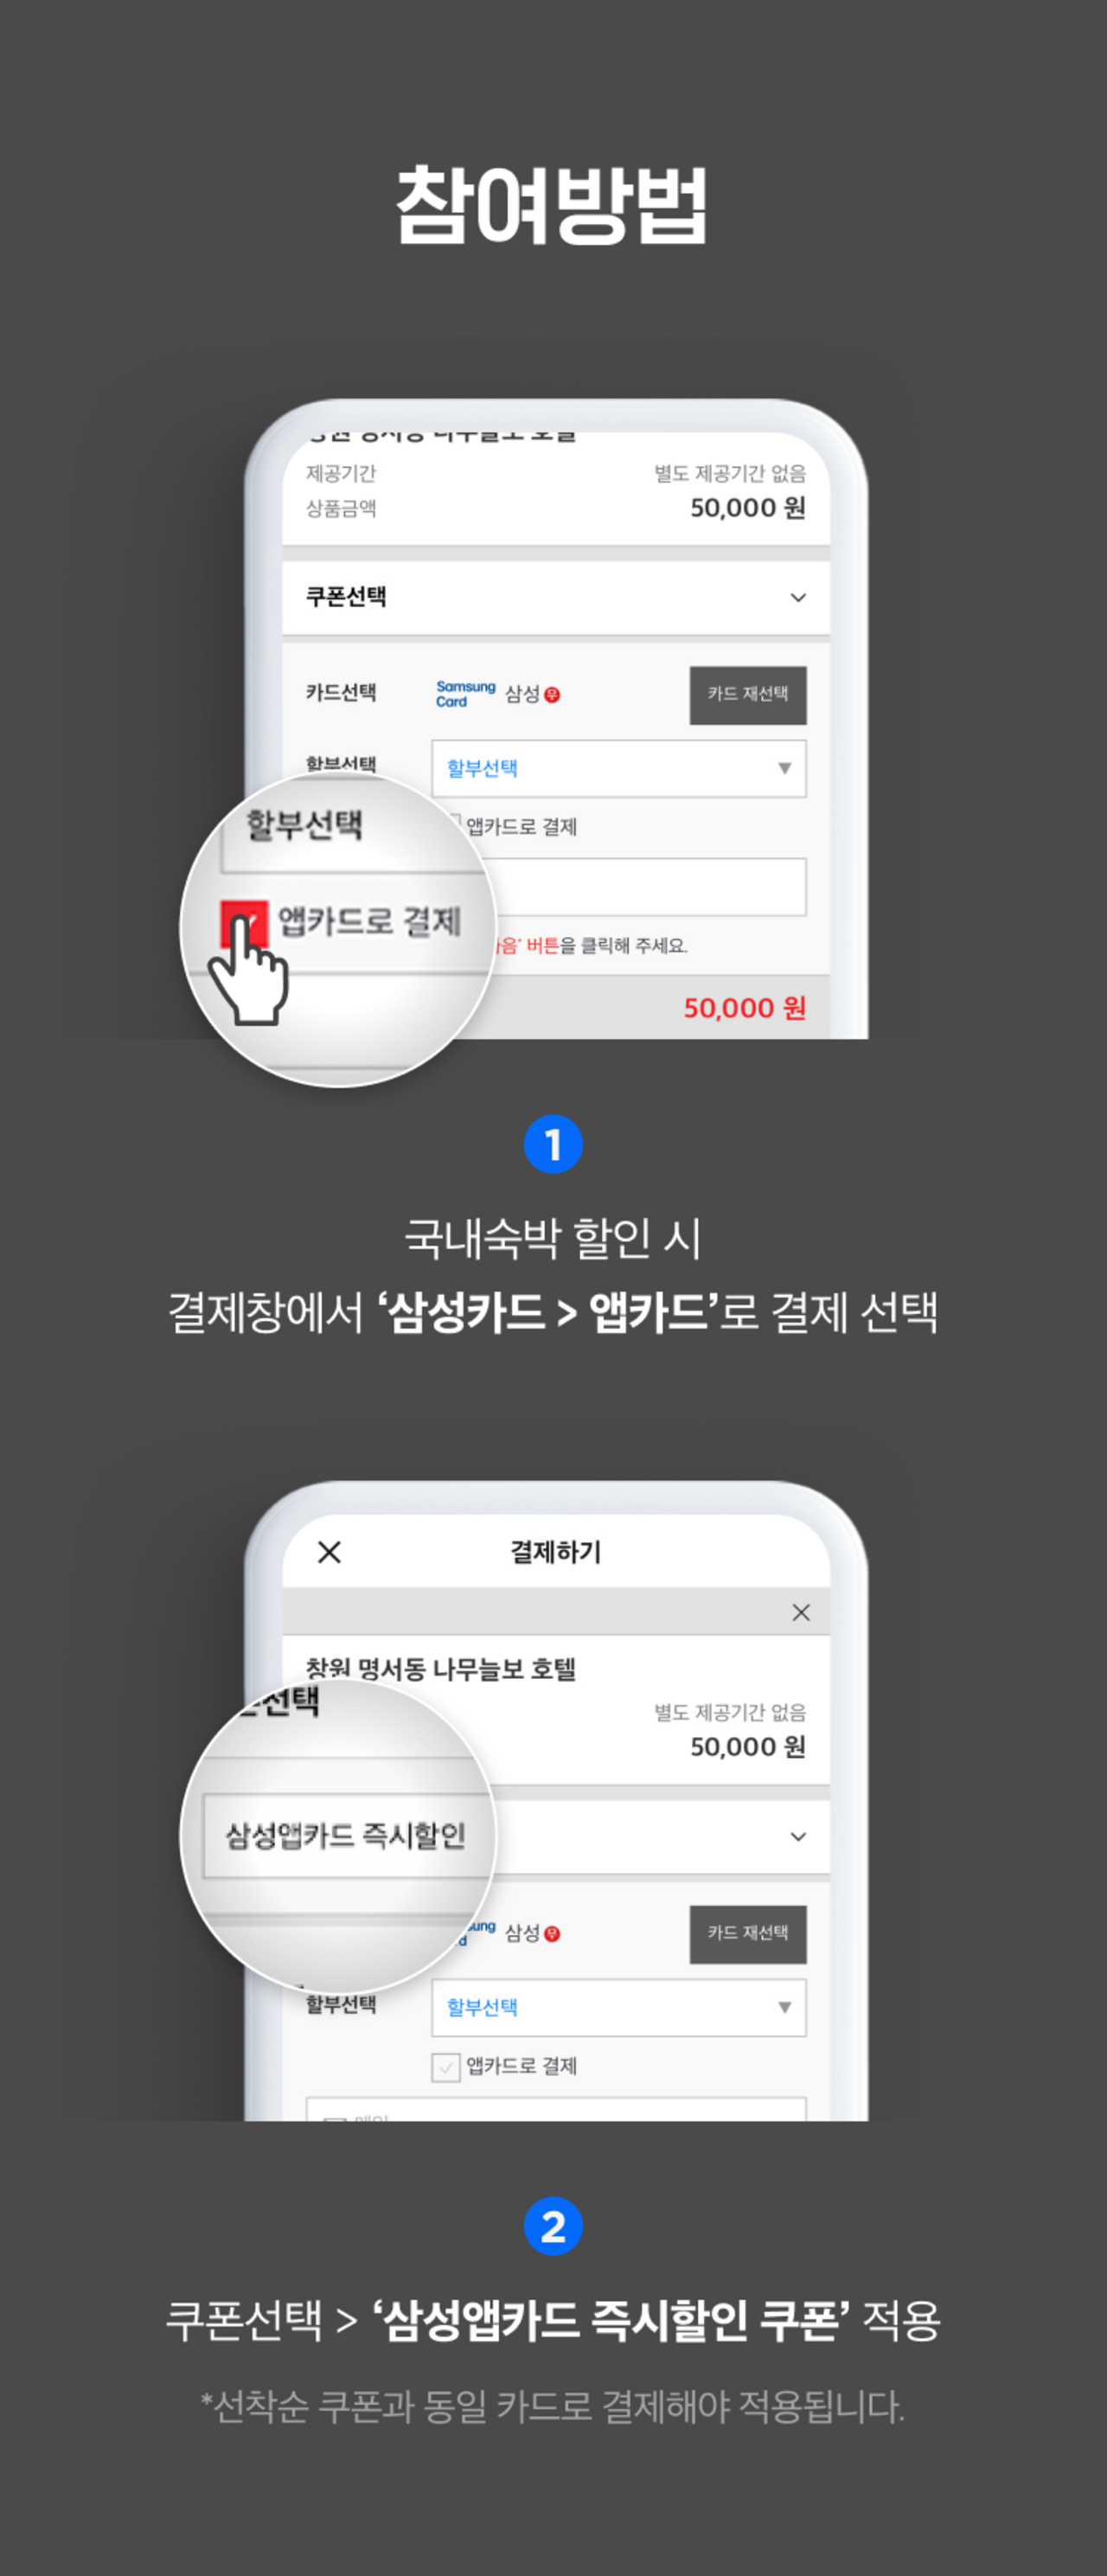 참여방법
제공기간 별도 제공기간 없음
상품금액 50,000 원
쿠폰선택
카드선택 Samsung Card 삼성 무 카드 재선택
할부선택 할부선택
할부선택
앱카드로 결제
앱카드로 결제
버튼을 클릭해 주세요.
50,000 원
1
국내숙박 할인 시
결제창에서 ‘삼성카드 > 앱카드’로 결제 선택
결제하기
창원 명서동 나무늘보 호텔
선택
별도 제공기간 없음
50,000 원
삼성앱카드 즉시할인
삼성 무 카드 재선택
할부선택 할부선택
앱카드로 결제
2
쿠폰선택 > ‘삼성앱카드 즉시할인 쿠폰’ 적용
*선착순 쿠폰과 동일 카드로 결제해야 적용됩니다.